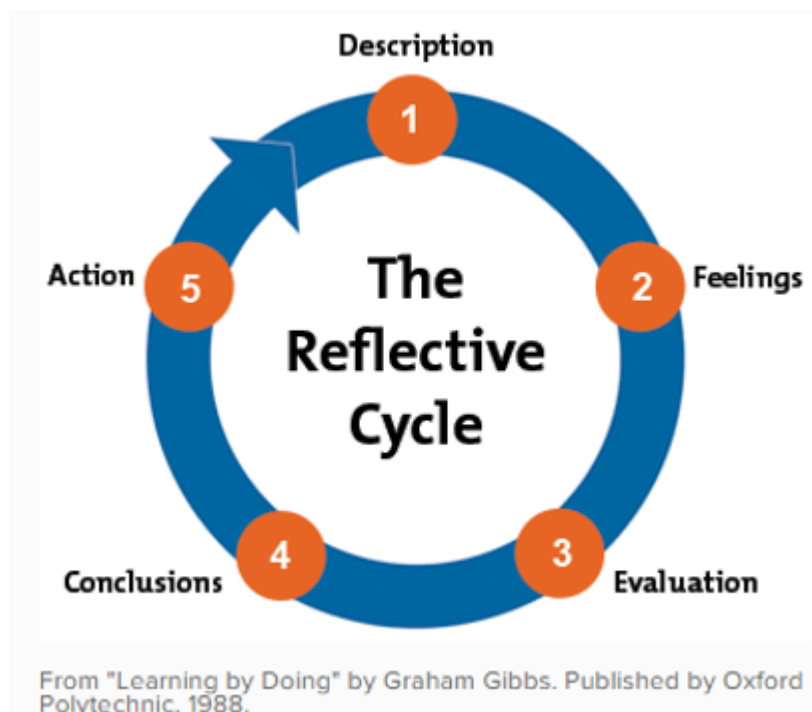 Description
1
Action
5
The
Reflective
Cycle
2
Feelings
4
3
Conclusions
Evaluation
From "Learning by Doing" by Graham Gibbs. Published by Oxford
Polytechnic, 1988.